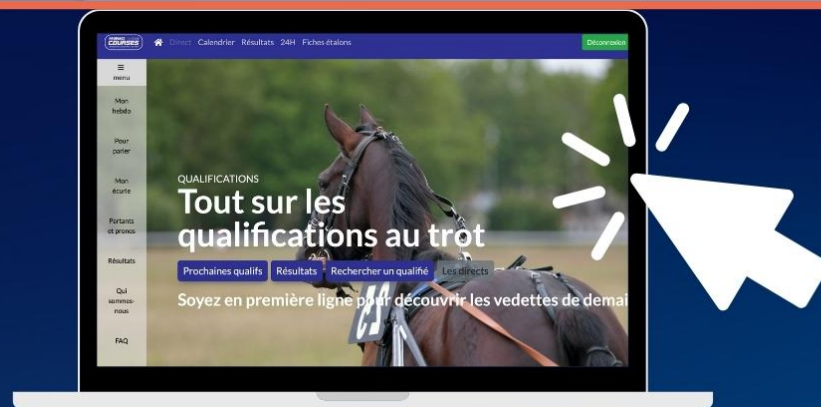 COURSES
Direct Calendrier Résultats 24H Fiches étalons
Déconnexion
menu
Mon
hebdo
Pour
parier
Mon
écurie
Partants
et pronos
Résultats
Qui
sommes-
nous
FAQ
QUALIFICATIONS
Tout sur les
qualifications au trot
Prochaines qualifs Résultats Rechercher un qualifié Les directs
Soyez en première ligne pour découvrir les vedettes de demai